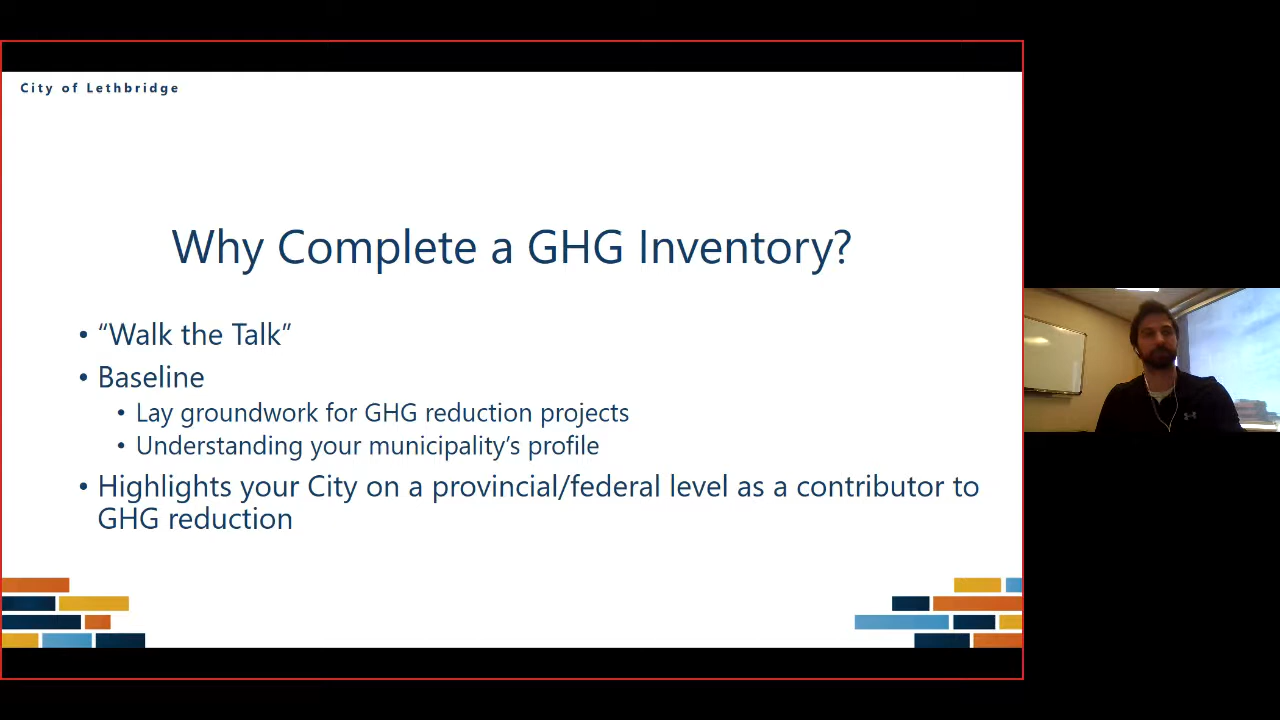 City of Lethbridge
Why Complete a GHG Inventory?
• “Walk the Talk”
• Baseline
• Lay groundwork for GHG reduction projects
• Understanding your municipality’s profile
• Highlights your City on a provincial/federal level as a contributor to
GHG reduction